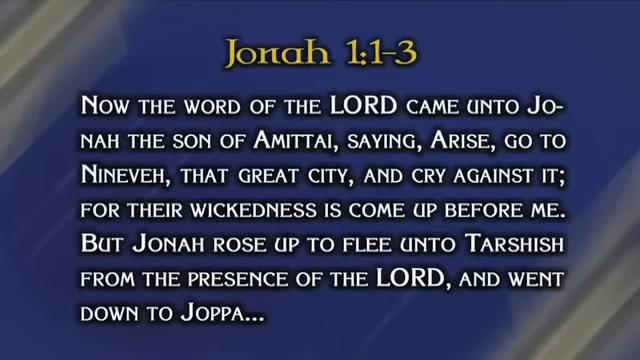 Jonah 1:1-3
Now the word of the LORD came unto Jo-
nah the son of Amittai, saying, Arise, go to
Nineveh, that great city, and cry against it;
for their wickedness is come up before me.
But Jonah rose up to flee unto Tarshish
from the presence of the LORD, and went
down to Joppa...